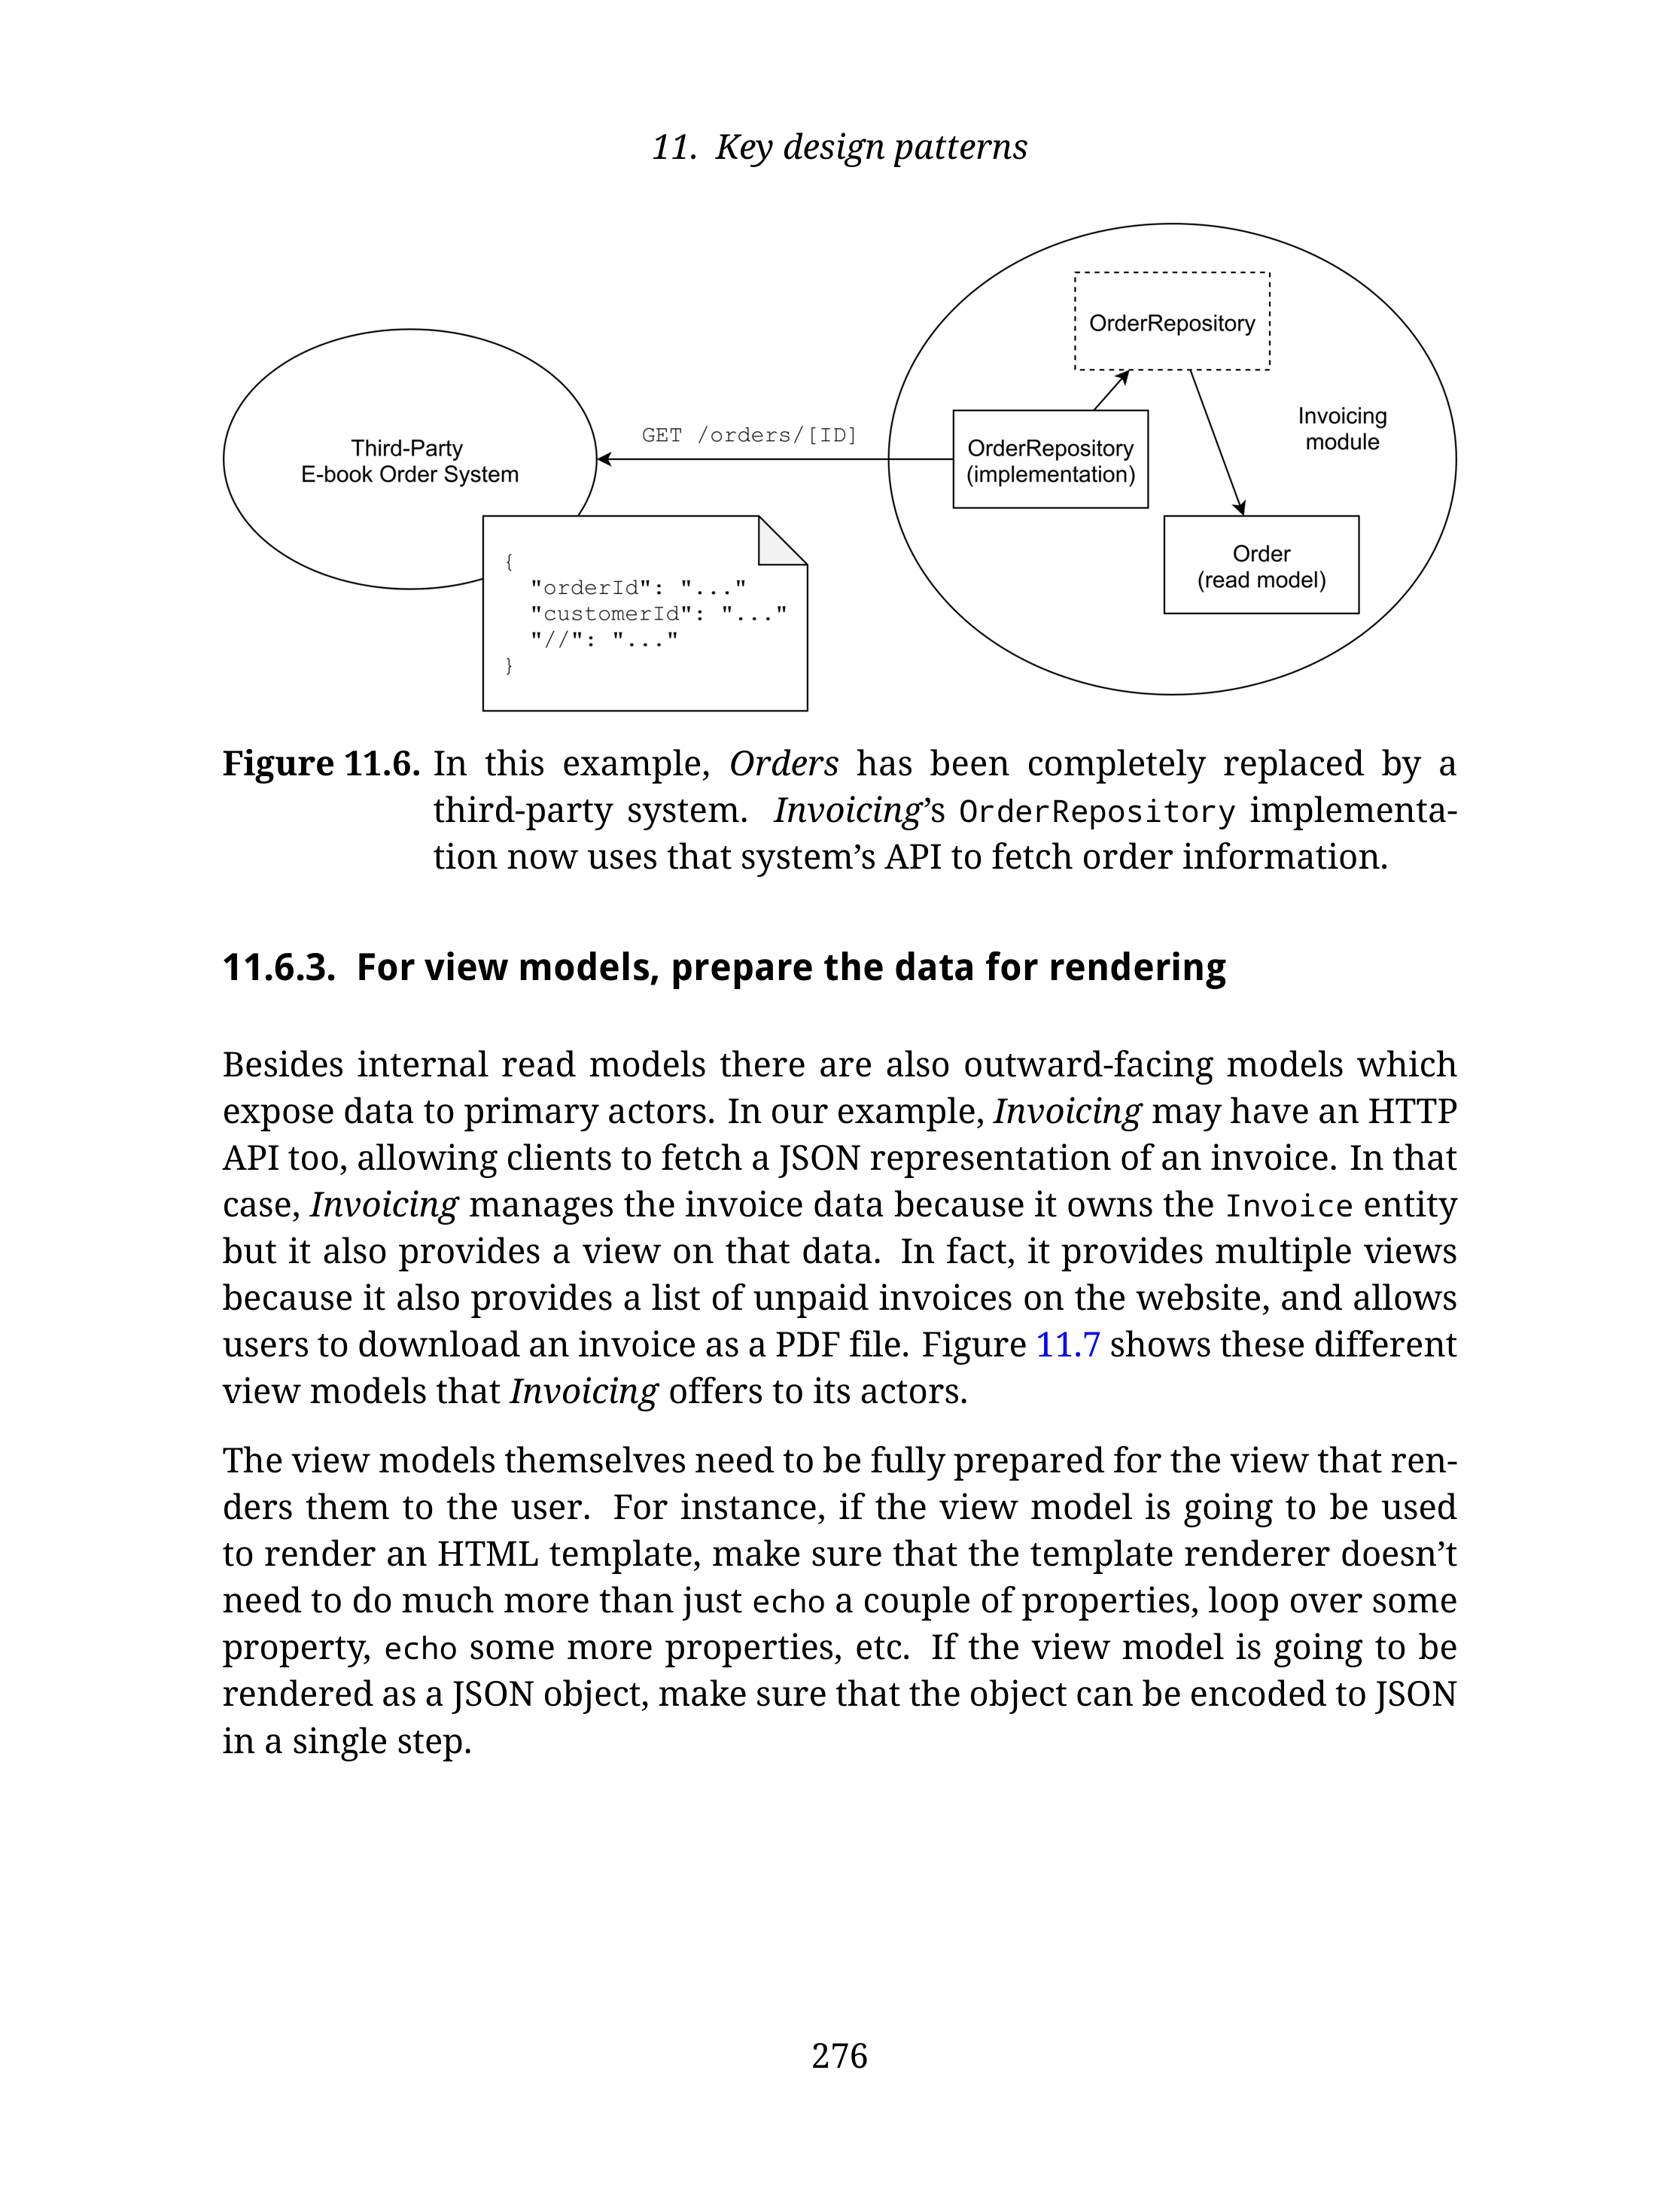 11. Key design patterns
OrderRepository
Invoicing
module
Third-Party
E-book Order System
GET /orders/[ID]
OrderRepository
(implementation)
Order
(read model)
{
"orderId": "..."
"customerId": "..."
"//": "..."
}
Figure 11.6. In this example, Orders has been completely replaced by a
third-party system. Invoicing’s OrderRepository implementa-
tion now uses that system’s API to fetch order information.
11.6.3. For view models, prepare the data for rendering
Besides internal read models there are also outward-facing models which
expose data to primary actors. In our example, Invoicing may have an HTTP
API too, allowing clients to fetch a JSON representation of an invoice. In that
case, Invoicing manages the invoice data because it owns the Invoice entity
but it also provides a view on that data. In fact, it provides multiple views
because it also provides a list of unpaid invoices on the website, and allows
users to download an invoice as a PDF file. Figure 11.7 shows these different
view models that Invoicing offers to its actors.
The view models themselves need to be fully prepared for the view that ren-
ders them to the user. For instance, if the view model is going to be used
to render an HTML template, make sure that the template renderer doesn’t
need to do much more than just echo a couple of properties, loop over some
property, echo some more properties, etc. If the view model is going to be
rendered as a JSON object, make sure that the object can be encoded to JSON
in a single step.
276